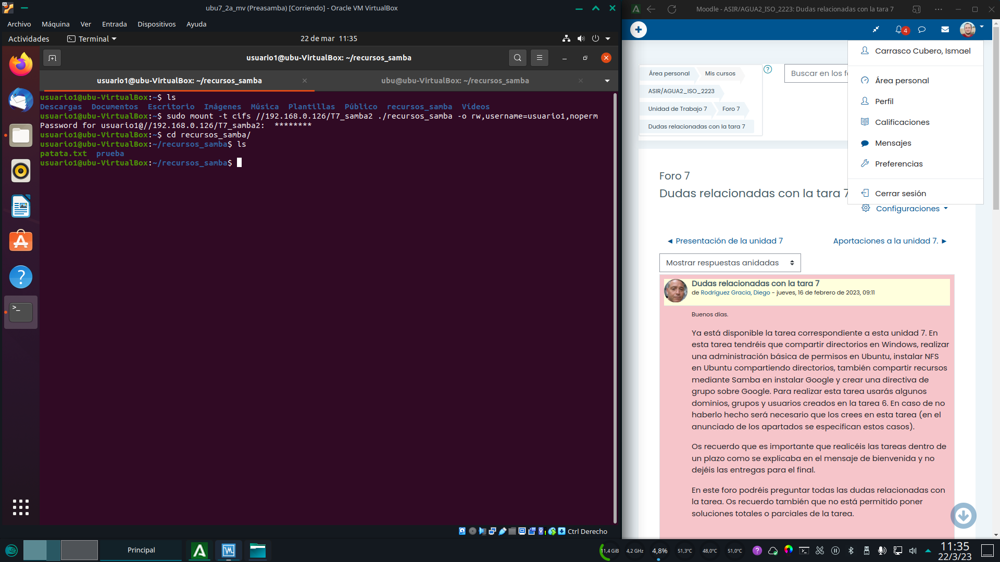 ubu7_2a_mv (Preasamba) [Corriendo] - Oracle VM VirtualBox
Archivo Máquina Ver Entrada Dispositivos Ayuda
Actividades Terminal 22 de mar 11:35
usuario1@ubu-VirtualBox: ~/recursos_samba
usuario1@ubu-VirtualBox: ~/recursos_samba
ubu@ubu-VirtualBox: ~/recursos_samba
usuario1@ubu-VirtualBox:~$ ls
Descargas Documentos Escritorio Imágenes Música Plantillas Público recursos_samba Vídeos
usuario1@ubu-VirtualBox:~$ sudo mount -t cifs //192.168.0.126/T7_samba2 ./recursos_samba -o rw,username=usuario1,noperm
Password for usuario1@//192.168.0.126/T7_samba2: ********
usuario1@ubu-VirtualBox:~$ cd recursos_samba/
usuario1@ubu-VirtualBox:~/recursos_samba$ ls
patata.txt prueba
usuario1@ubu-VirtualBox:~/recursos_samba$
Ctrl Derecho
Moodle - ASIR/AGUA2_ISO_2223: Dudas relacionadas con la tara 7
4
Carrasco Cubero, Ismael
Área personal
Perfil
Calificaciones
Mensajes
Preferencias
Cerrar sesión
Área personal Mis cursos
ASIR/AGUA2_ISO_2223
Unidad de Trabajo 7 Foro 7
Dudas relacionadas con la tara 7
Buscar en los fo
Foro 7
Dudas relacionadas con la tara 7
Configuraciones
◄ Presentación de la unidad 7
Aportaciones a la unidad 7. ►
Mostrar respuestas anidadas
Dudas relacionadas con la tara 7
de Rodríguez Gracia, Diego - jueves, 16 de febrero de 2023, 09:11
Buenos días.
Ya está disponible la tarea correspondiente a esta unidad 7. En
esta tarea tendréis que compartir directorios en Windows, realizar
una administración básica de permisos en Ubuntu, instalar NFS
en Ubuntu compartiendo directorios, también compartir recursos
mediante Samba en instalar Google y crear una directiva de
grupo sobre Google. Para realizar esta tarea usarás algunos
dominios, grupos y usuarios creados en la tarea 6. En caso de no
haberlo hecho será necesario que los crees en esta tarea (en el
anunciado de los apartados se especifican estos casos).
Os recuerdo que es importante que realicéis las tareas dentro de
un plazo como se explicaba en el mensaje de bienvenida y no
dejéis las entregas para el final.
En este foro podréis preguntar todas las dudas relacionadas con
la tarea. Os recuerdo también que no está permitido poner
soluciones totales o parciales de la tarea.
Principal
11,4 GiB 4,2 GHz 4,8% 51,3°C 48,0°C 51,0°C
11:35
22/3/23